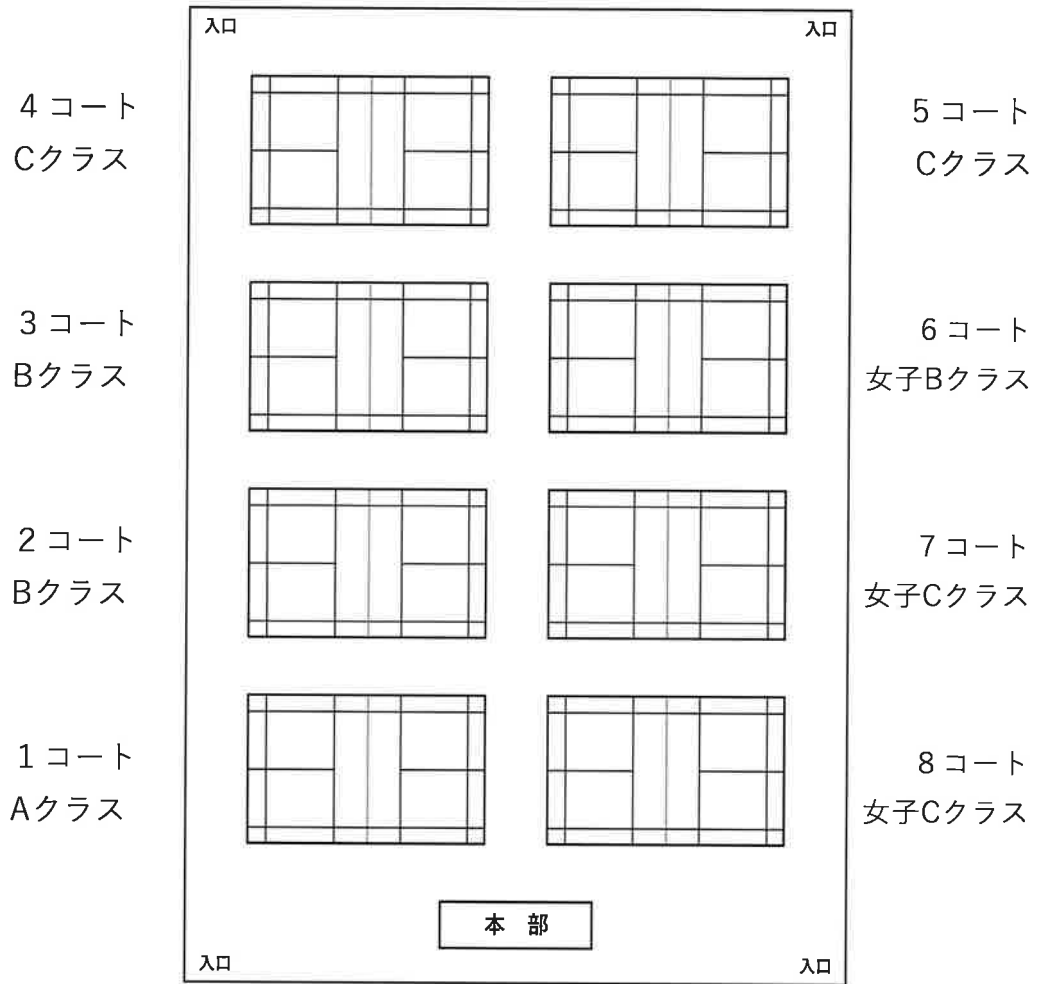 入口
入口
4 コート
Cクラス
5 コート
Cクラス
3 コート
Bクラス
6 コート
女子Bクラス
2 コート
Bクラス
7 コート
女子Cクラス
1 コート
Aクラス
8 コート
女子Cクラス
本 部
入口
入口